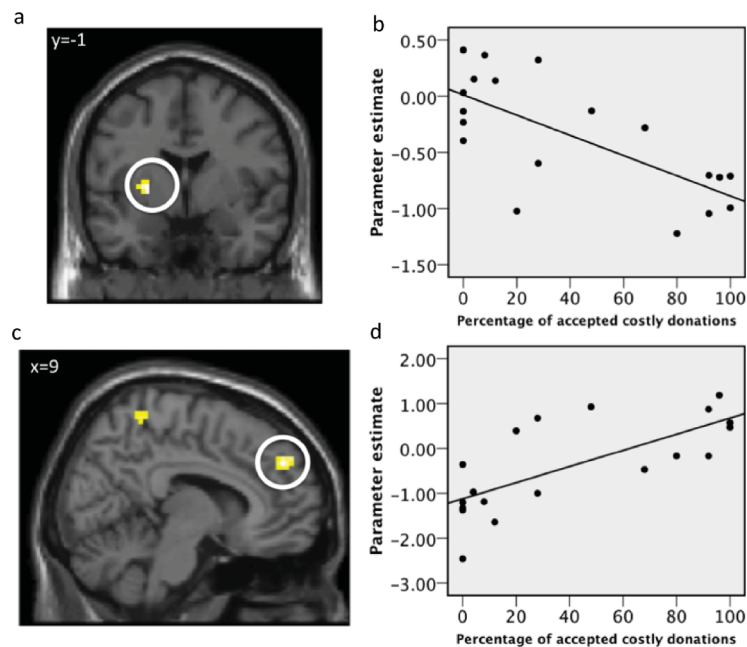 a
y=-1
b
Parameter estimate
0.50
0.00
-0.50
-1.00
-1.50
0 20 40 60 80 100
Percentage of accepted costly donations
c
x=9
d
Parameter estimate
2.00
1.00
0.00
-1.00
-2.00
-3.00
0 20 40 60 80 100
Percentage of accepted costly donations